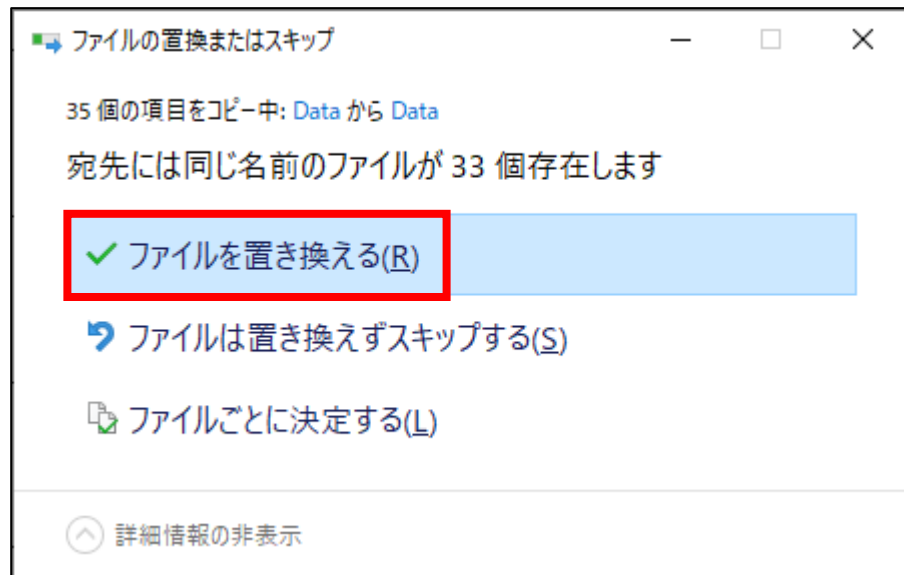 ファイルの置換またはスキップ
35 個の項目をコピー中: Data から Data
宛先には同じ名前のファイルが 33 個存在します
ファイルを置き換える(R)
ファイルは置き換えずスキップする(S)
ファイルごとに決定する(L)
詳細情報の非表示